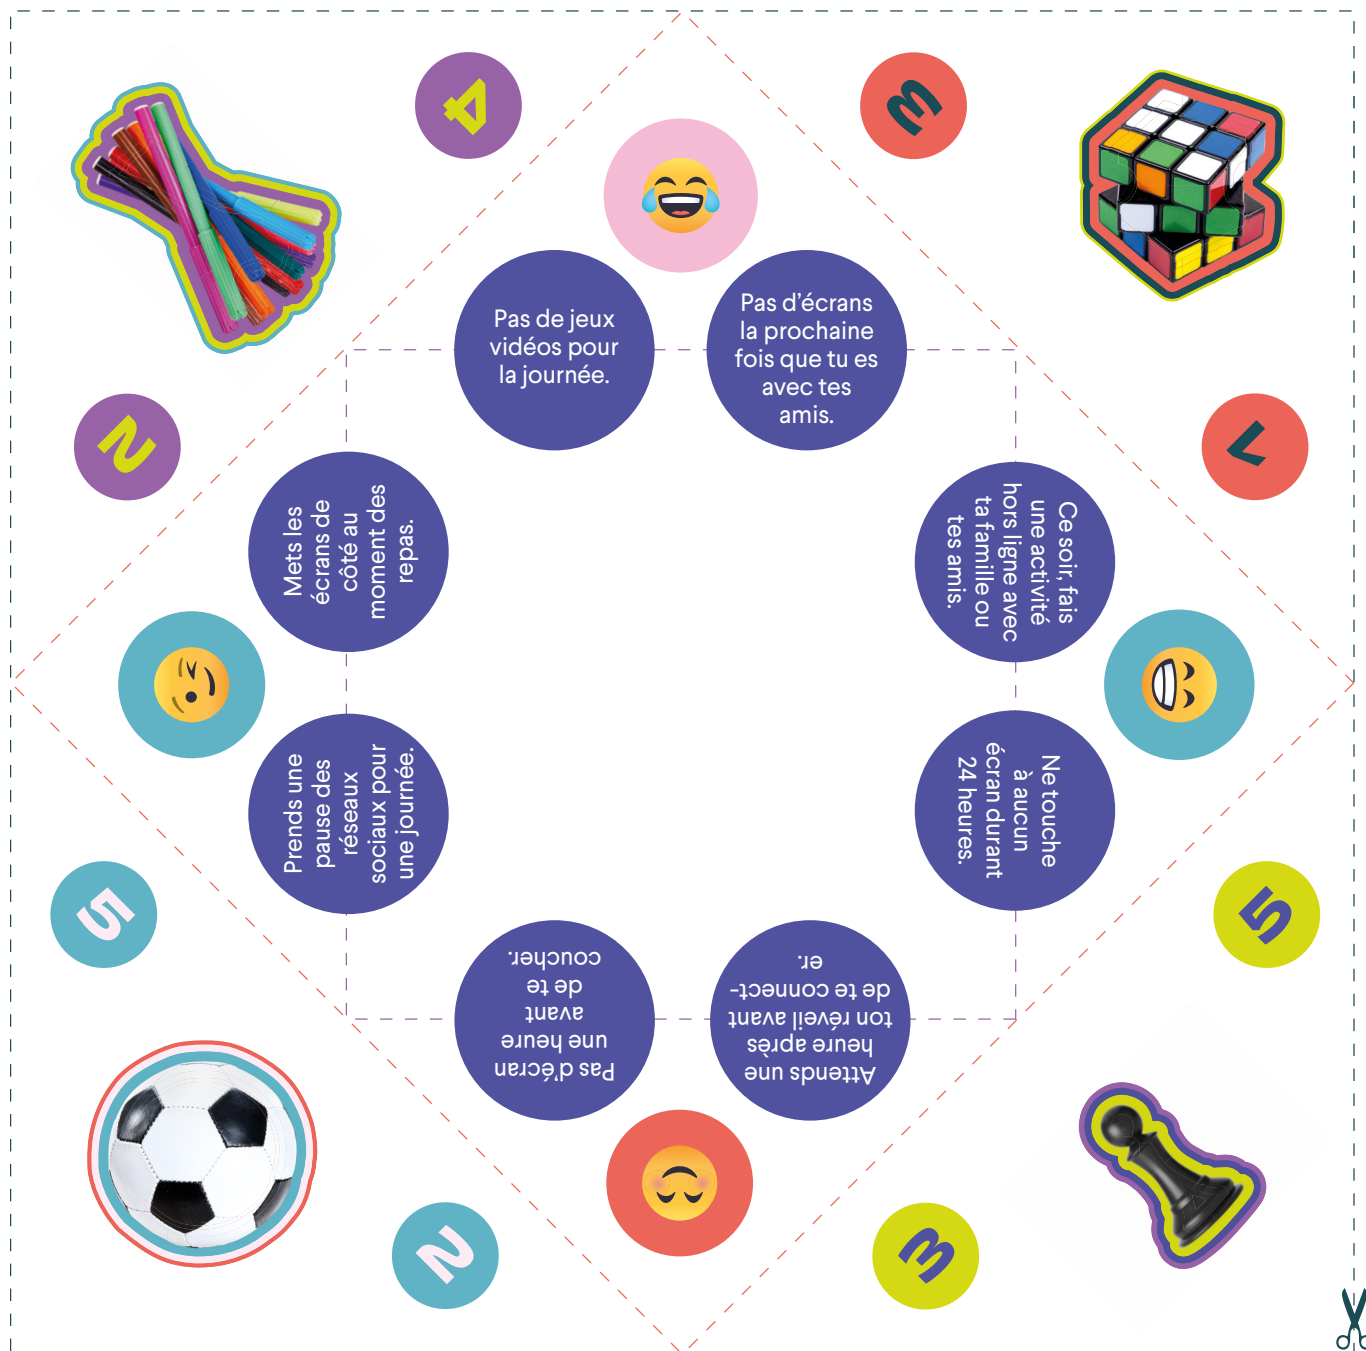 4
3
Pas de jeux
vidéos pour
la journée.
Pas d’écrans
la prochaine
fois que tu es
avec tes
amis.
2
7
Mets les
écrans de
côté au
moment des
repas.
Ce soir, fais
une activité
hors ligne avec
ta famille ou
tes amis.
Prends une
pause des
réseaux
sociaux pour
une journée.
Ne touche
à aucun
écran durant
24 heures.
5
5
Pas d’écran
une heure
avant
de te
coucher.
Attends une
heure après
ton réveil avant
de te connect-
er.
2
3